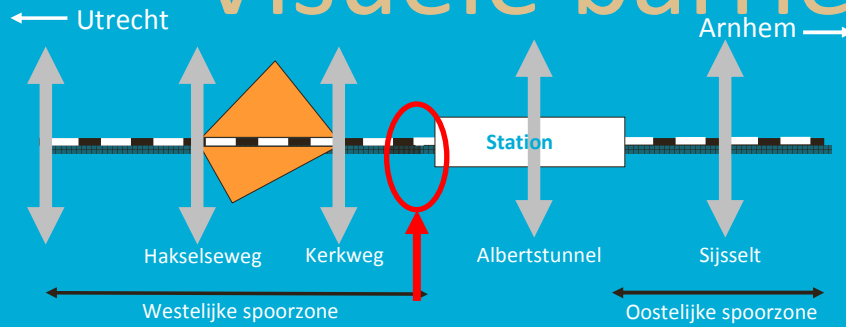 Utrecht
Arnhem
Station
Hakselseweg
Kerkweg
Albertstunnel
Sijsselt
Westelijke spoorzone
Oostelijke spoorzone